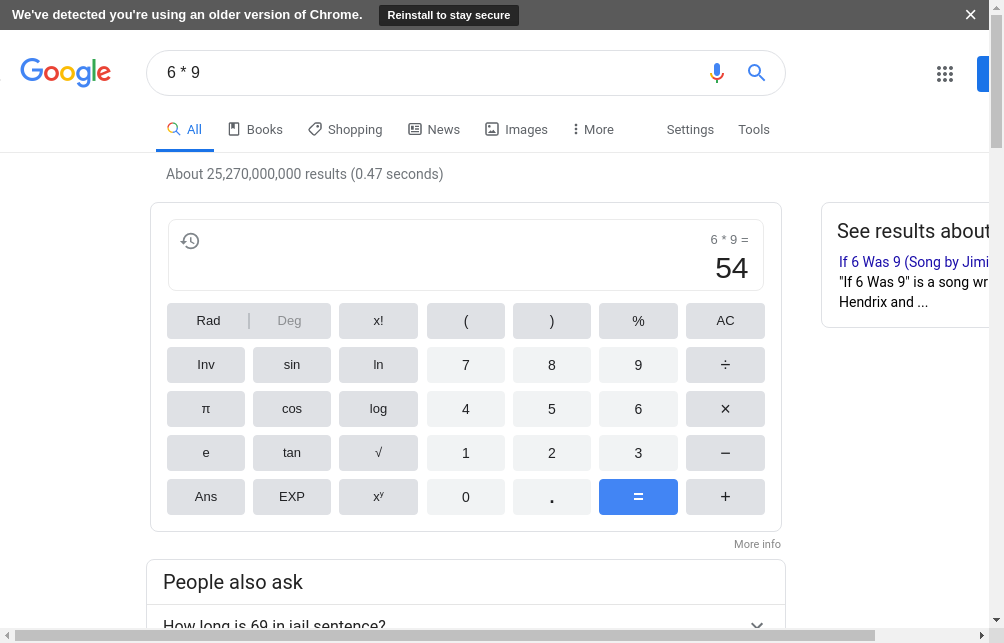 We've detected you're using an older version of Chrome. Reinstall to stay secure
Google
6 * 9
All Books Shopping News Images More Settings Tools
About 25,270,000,000 results (0.47 seconds)
6 * 9 =
54
Rad Deg x! ( ) % AC
Inv sin ln 7 8 9 ÷
π cos log 4 5 6 ×
e tan √ 1 2 3 −
Ans EXP xʸ 0 . = +
More info
See results about
If 6 Was 9 (Song by Jimi
"If 6 Was 9" is a song wr
Hendrix and ...
People also ask
How long is 69 in jail sentence?